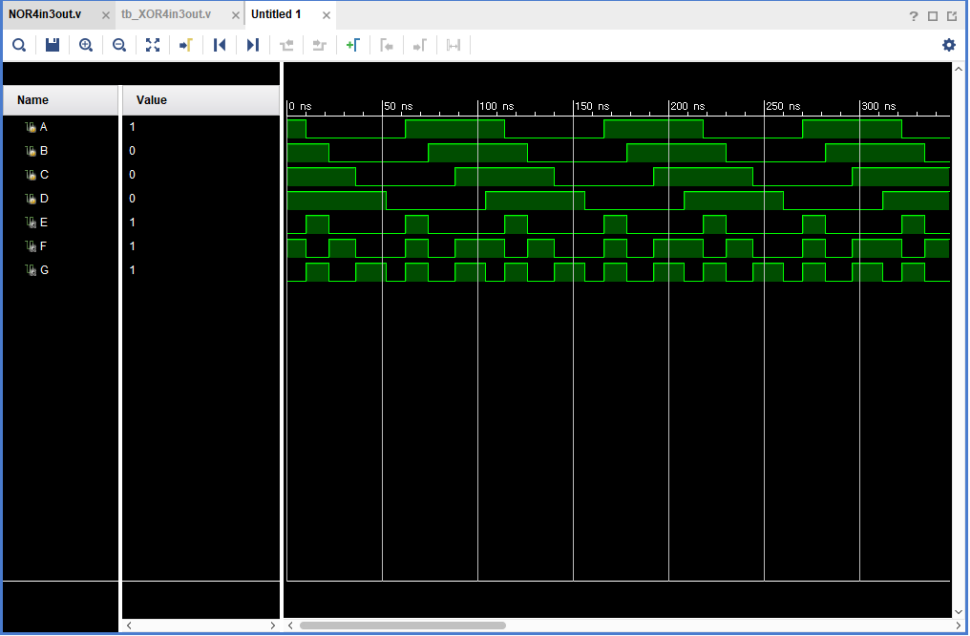 NOR4in3out.v tb_XOR4in3out.v Untitled 1
Name Value
0 ns 50 ns 100 ns 150 ns 200 ns 250 ns 300 ns
A 1
B 0
C 0
D 0
E 1
F 1
G 1